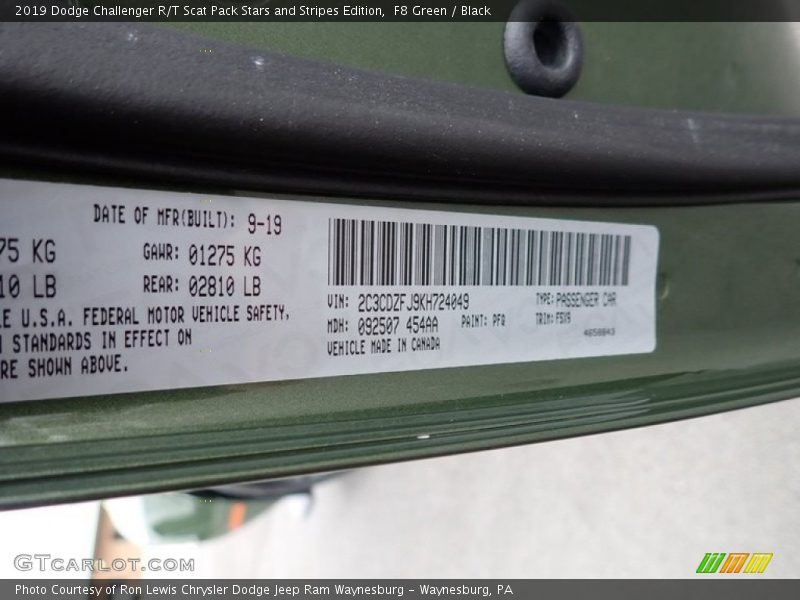 2019 Dodge Challenger R/T Scat Pack Stars and Stripes Edition,  F8 Green / Black
DATE OF MFR(BUILT): 9-19
75 KG GAWR: 01275 KG
10 LB REAR: 02810 LB
E U.S.A. FEDERAL MOTOR VEHICLE SAFETY,
STANDARDS IN EFFECT ON
RE SHOWN ABOVE.
VIN: 2C3CDZFJ9KH724049 TYPE: PASSENGER CAR
MDH: 092507 454AA PAINT: PFQ TRIM: FSX9
VEHICLE MADE IN CANADA
4658843
GTCarLot.com
Photo Courtesy of Ron Lewis Chrysler Dodge Jeep Ram Waynesburg – Waynesburg, PA